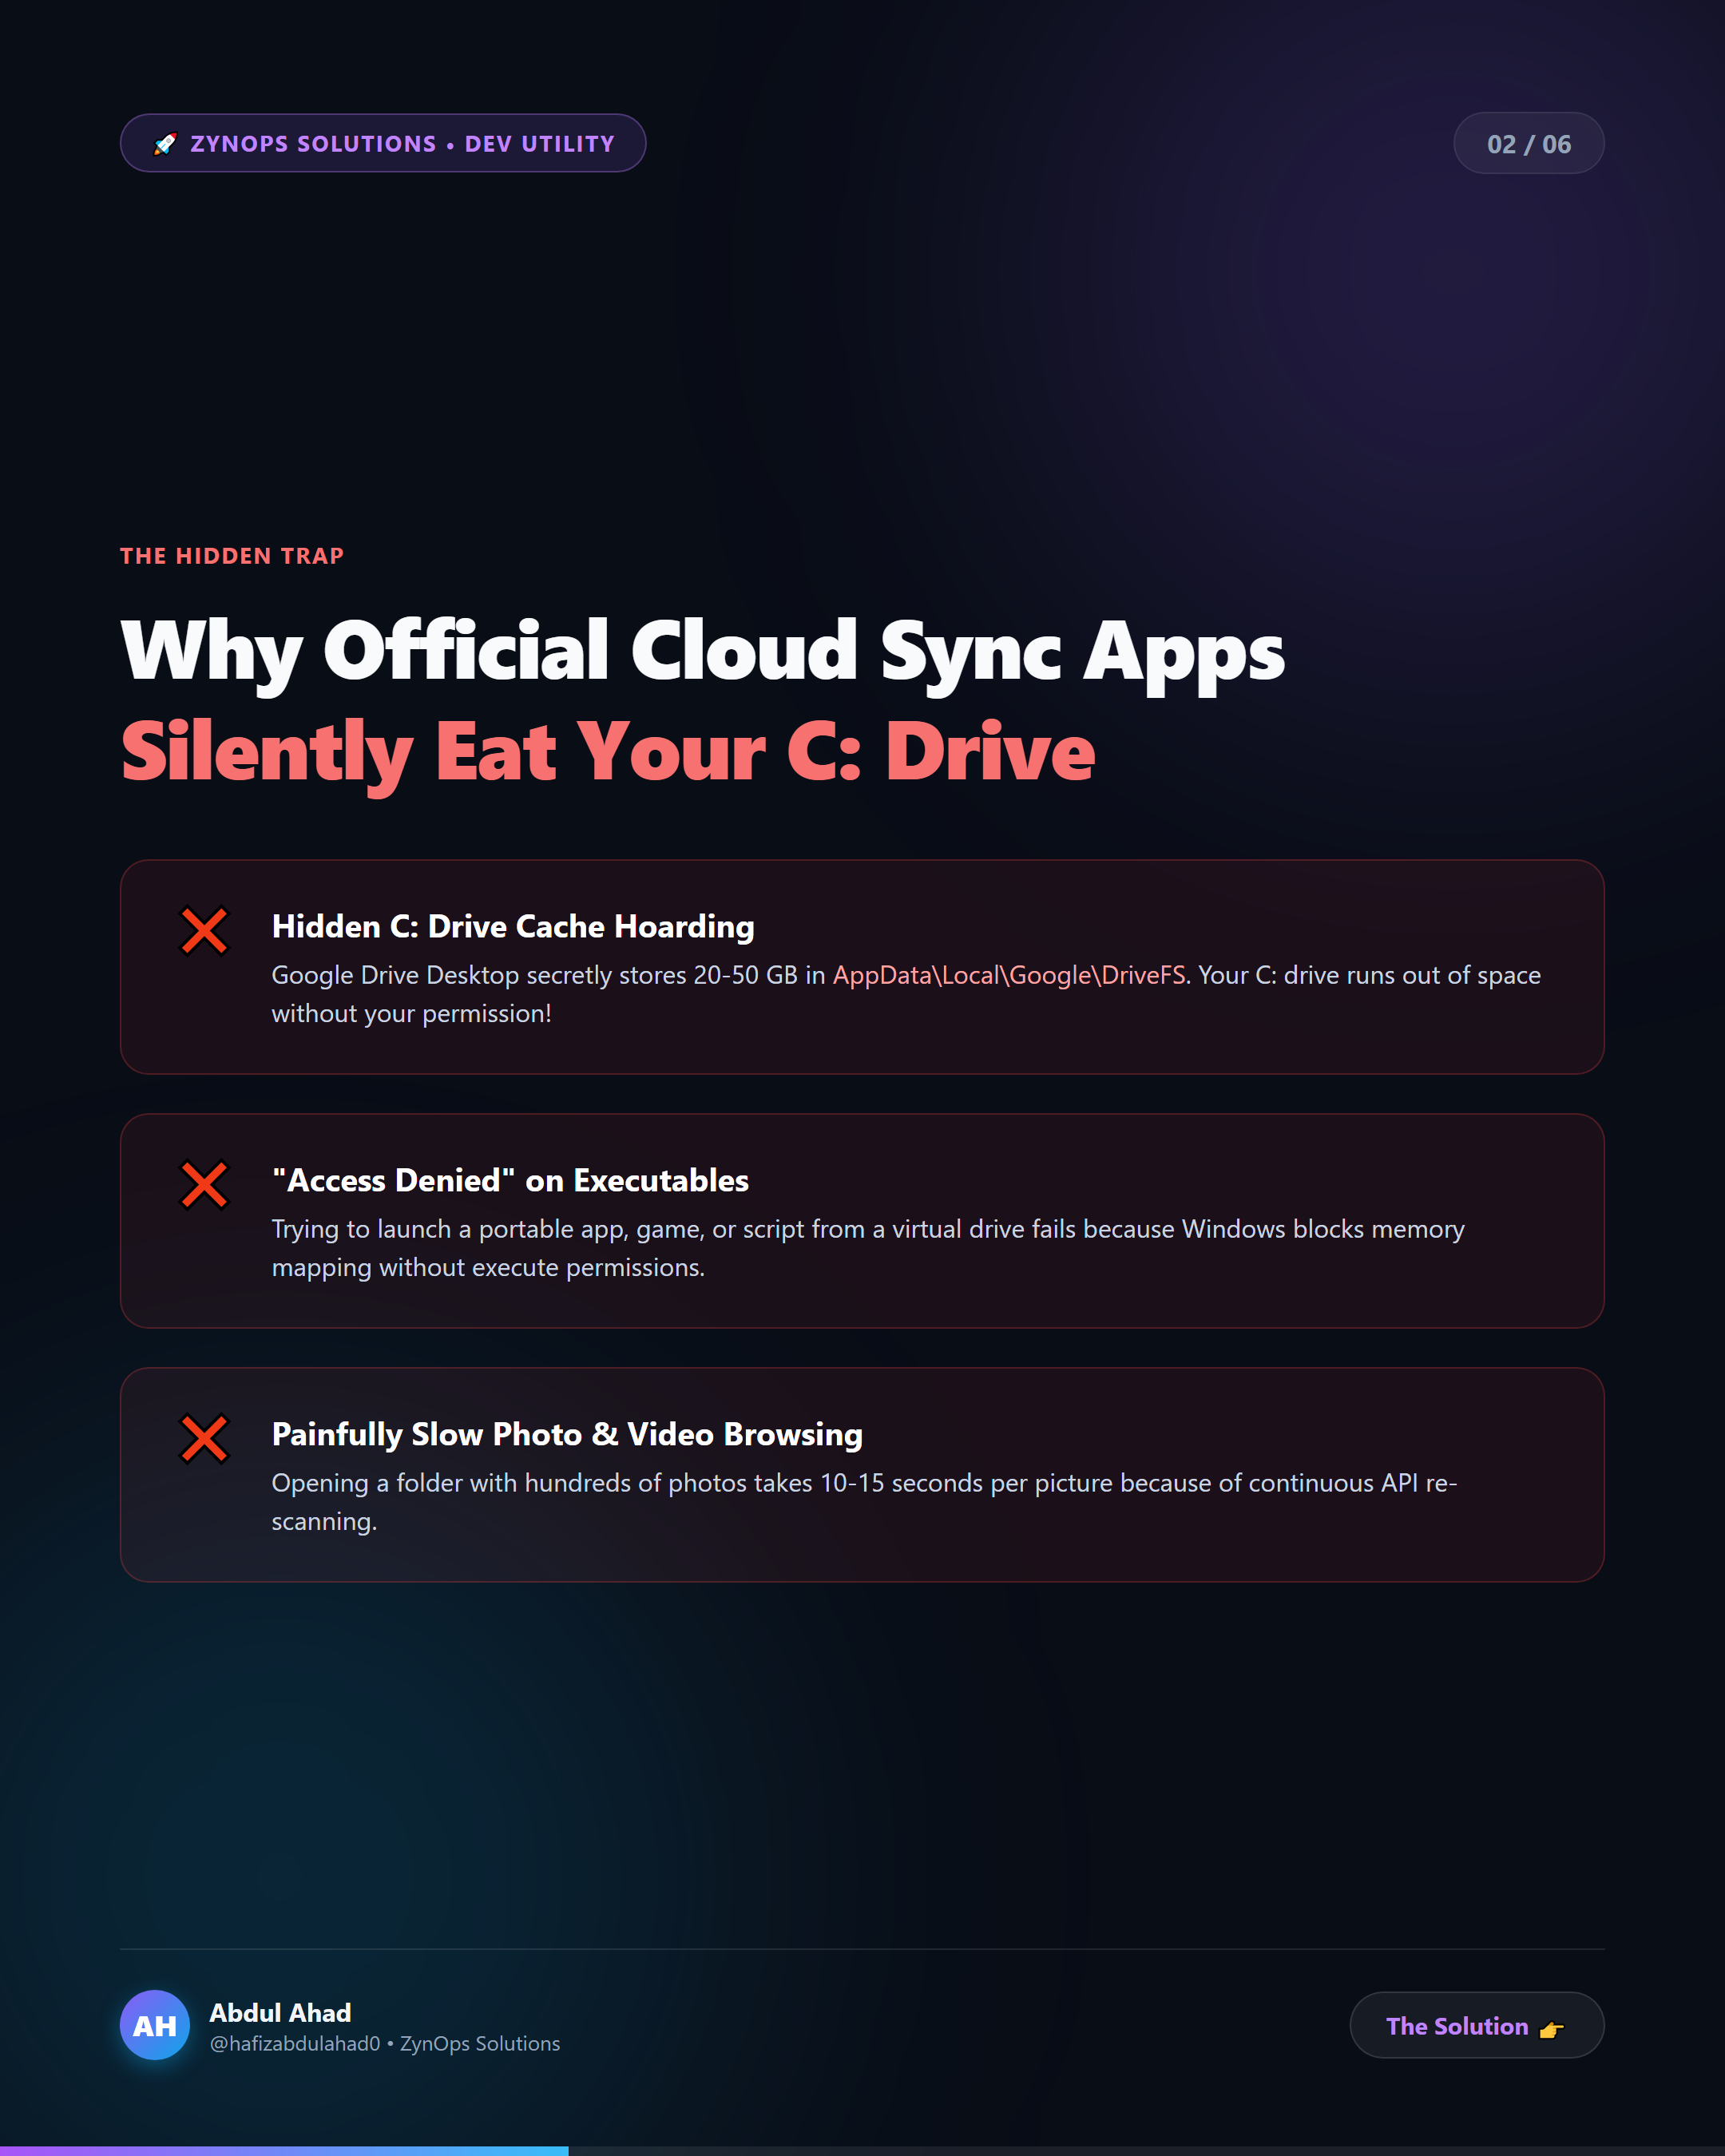 🚀 ZYNOPS SOLUTIONS • DEV UTILITY
02 / 06
THE HIDDEN TRAP
Why Official Cloud Sync Apps
Silently Eat Your C: Drive
Hidden C: Drive Cache Hoarding
Google Drive Desktop secretly stores 20-50 GB in AppData\Local\Google\DriveFS. Your C: drive runs out of space
without your permission!
"Access Denied" on Executables
Trying to launch a portable app, game, or script from a virtual drive fails because Windows blocks memory
mapping without execute permissions.
Painfully Slow Photo & Video Browsing
Opening a folder with hundreds of photos takes 10-15 seconds per picture because of continuous API re-
scanning.
AH
Abdul Ahad
@hafizabdulahad0 • ZynOps Solutions
The Solution 👉